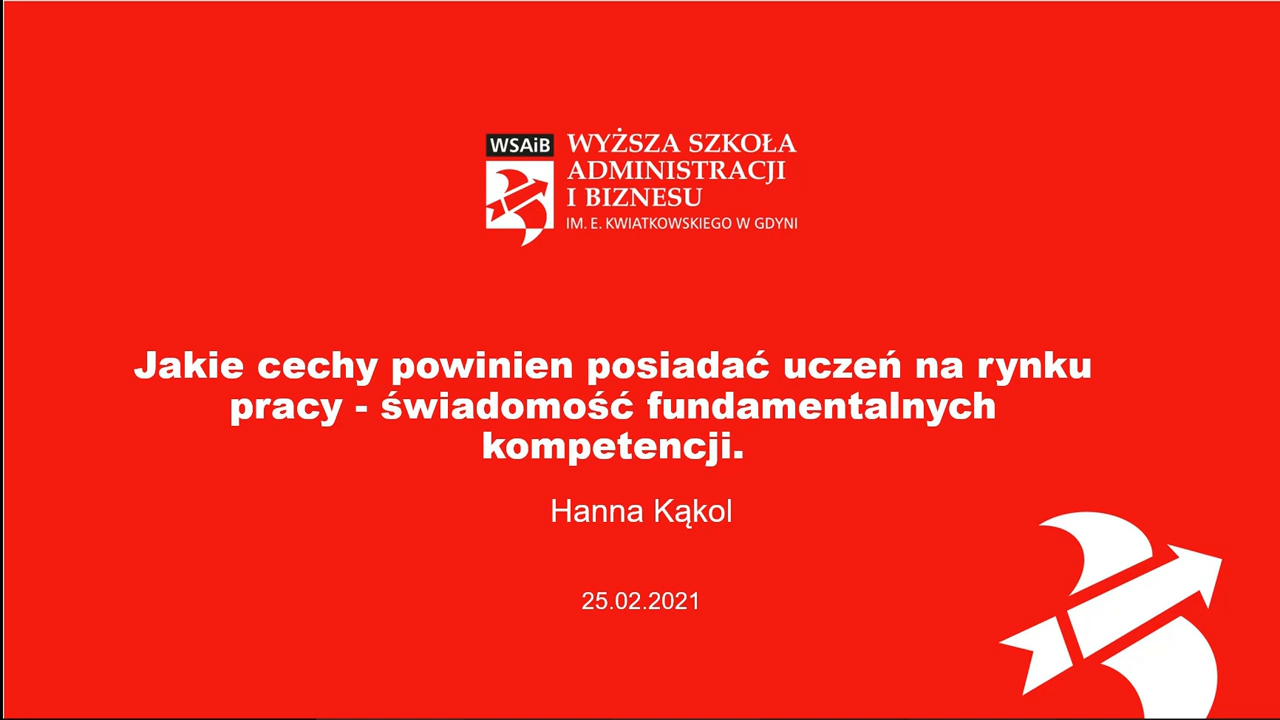 WSAiB
WYŻSZA SZKOŁA
ADMINISTRACJI
I BIZNESU
IM. E. KWIATKOWSKIEGO W GDYNI
Jakie cechy powinien posiadać uczeń na rynku
pracy - świadomość fundamentalnych
kompetencji.
Hanna Kąkol
25.02.2021